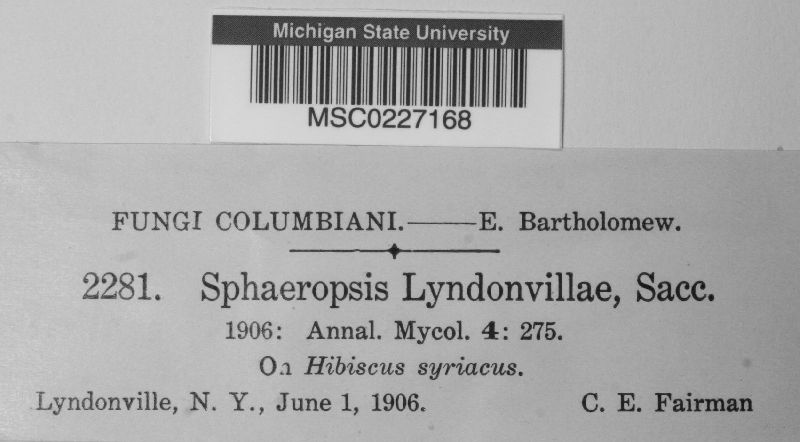 Michigan State University
MSC0227168
FUNGI COLUMBIANI.——E. Bartholomew.
2281. Sphaeropsis Lyndonvillae, Sacc.
1906: Annal. Mycol. 4: 275.
On Hibiscus syriacus.
Lyndonville, N. Y., June 1, 1906. C. E. Fairman